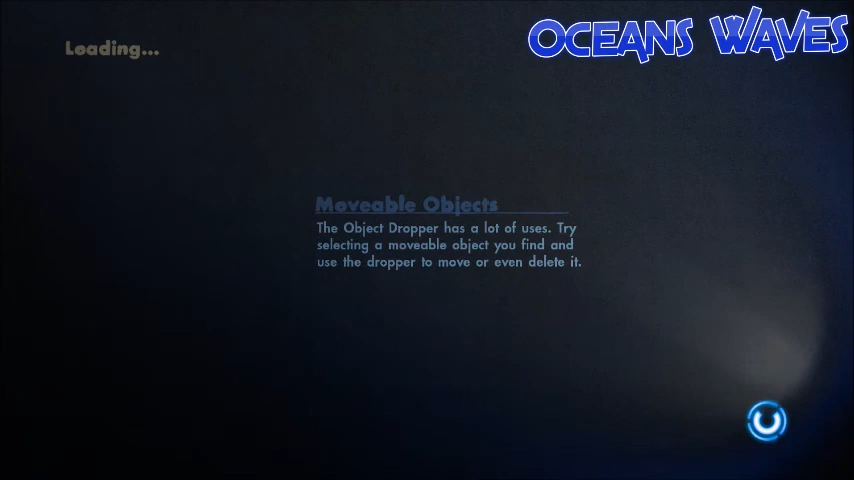 OCEANS WAVES
Loading...
Moveable Objects
The Object Dropper has a lot of uses. Try
selecting a moveable object you find and
use the dropper to move or even delete it.